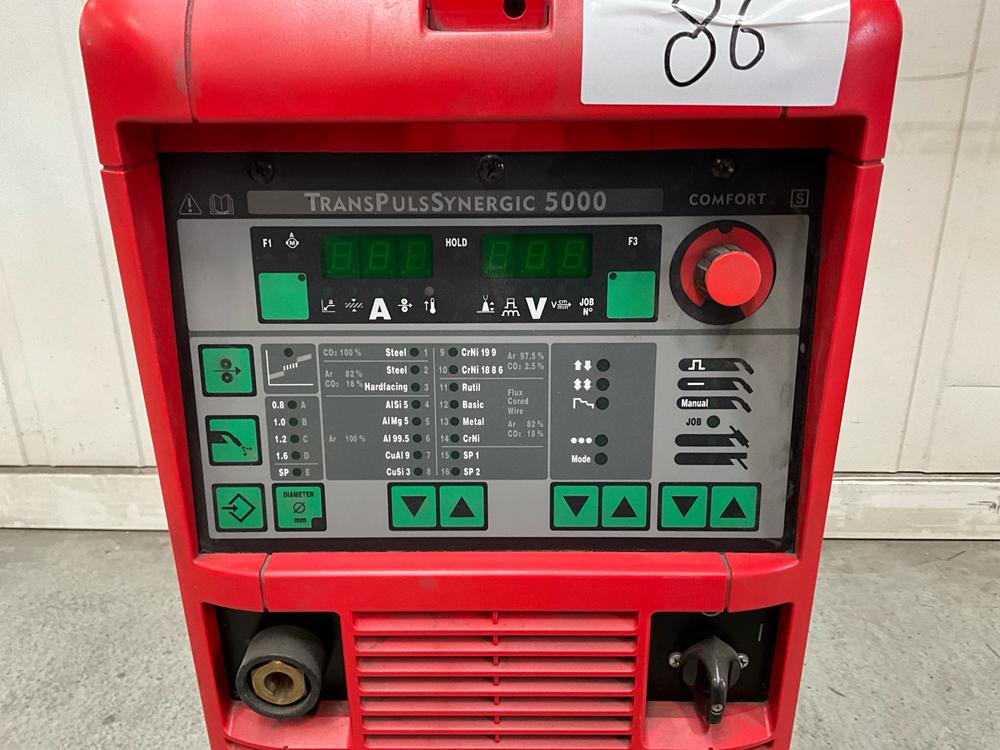 86
TRANSPULSSYNERGIC 5000
COMFORT S
F1 A M HOLD F3
a A V cm/min JOB N°
CO2 100% Steel 1
Ar 82% CO2 18% Steel 2
Hardfacing 3
AlSi 5 4
AlMg 5 5
Ar 100% Al 99.5 6
CuAl 9 7
CuSi 3 8
9 CrNi 19 9
10 CrNi 18 8 6
Ar 97,5% CO2 2.5%
11 Rutil
12 Basic
13 Metal
14 CrNi
15 SP 1
16 SP 2
Flux
Cored
Wire
Ar 82%
CO2 18%
0.8 A
1.0 B
1.2 C
1.6 D
SP E
Mode
Manual
JOB
DIAMETER
Ø
mm